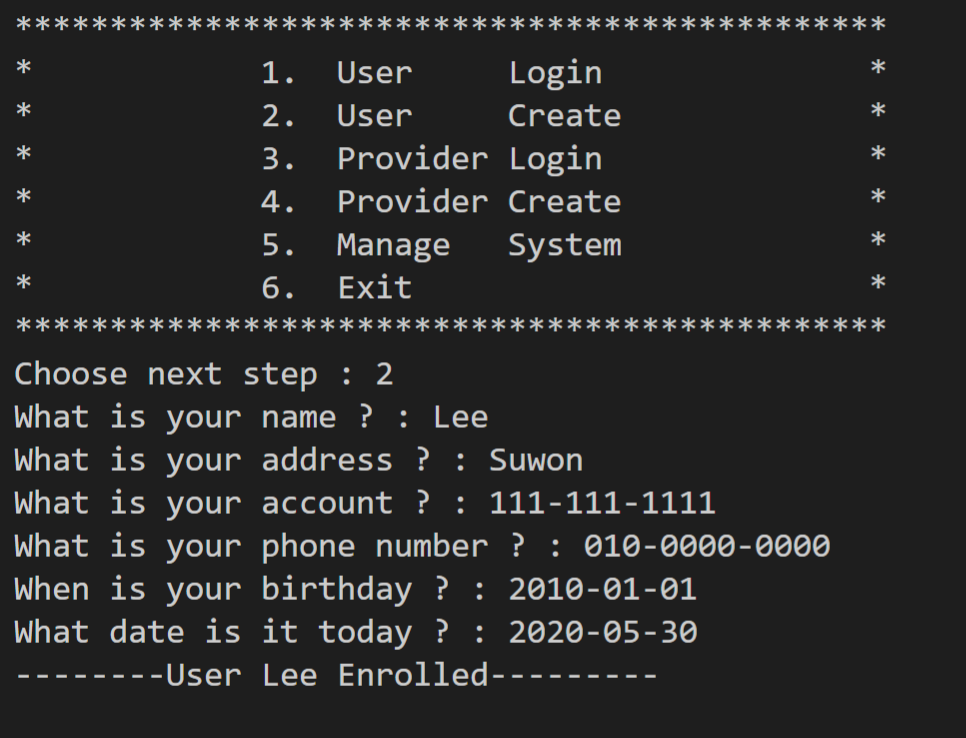 **********************************************
*            1.  User     Login              *
*            2.  User     Create             *
*            3.  Provider Login              *
*            4.  Provider Create             *
*            5.  Manage   System             *
*            6.  Exit                        *
**********************************************
Choose next step : 2
What is your name ? : Lee
What is your address ? : Suwon
What is your account ? : 111-111-1111
What is your phone number ? : 010-0000-0000
When is your birthday ? : 2010-01-01
What date is it today ? : 2020-05-30
--------User Lee Enrolled---------